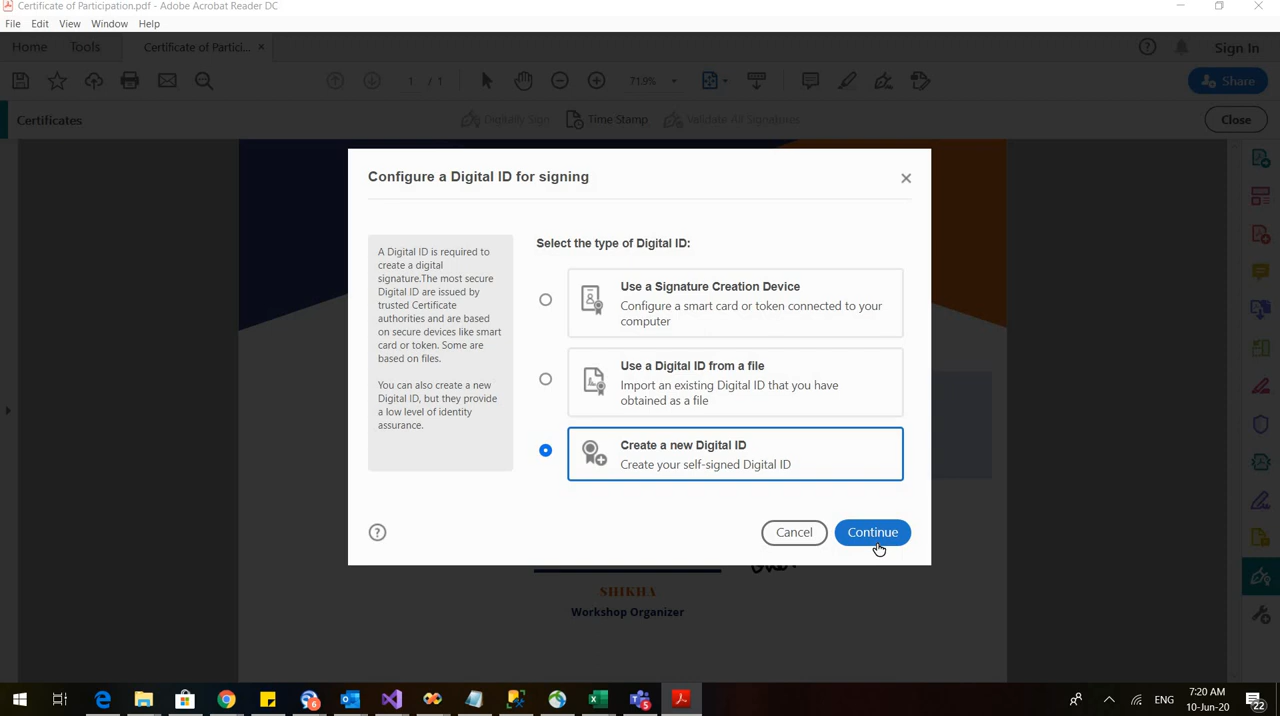 Certificate of Participation.pdf - Adobe Acrobat Reader DC
File Edit View Window Help
Home Tools Certificate of Partici... × Sign In
1 / 1 71.9% Share
Certificates Digitally Sign Time Stamp Validate All Signatures Close
Configure a Digital ID for signing
A Digital ID is required to
create a digital
signature.The most secure
Digital ID are issued by
trusted Certificate
authorities and are based
on secure devices like smart
card or token. Some are
based on files.
You can also create a new
Digital ID, but they provide
a low level of identity
assurance.
Select the type of Digital ID:
Use a Signature Creation Device
Configure a smart card or token connected to your
computer
Use a Digital ID from a file
Import an existing Digital ID that you have
obtained as a file
Create a new Digital ID
Create your self-signed Digital ID
Cancel Continue
SHIKHA
Workshop Organizer
6
5
ENG
7:20 AM
10-Jun-20
22